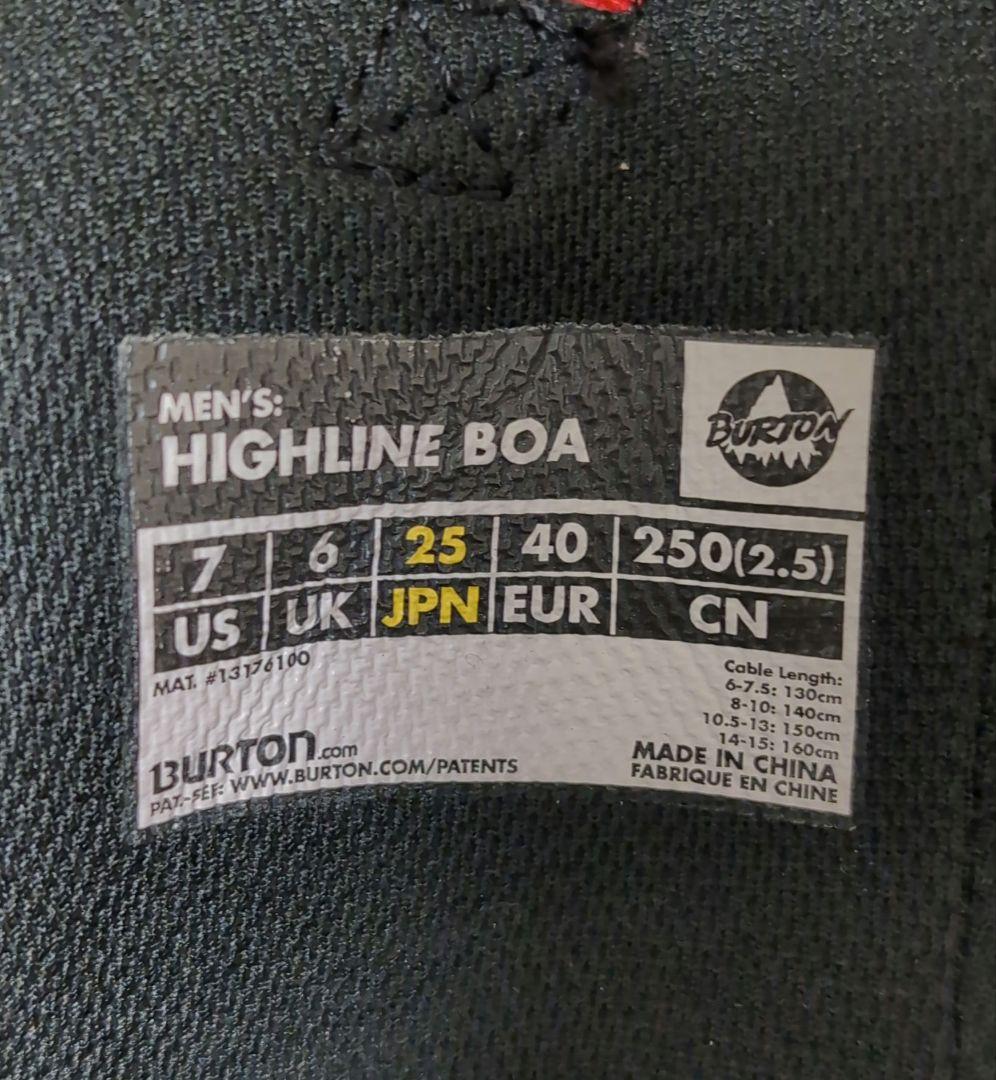 MEN'S:
HIGHLINE BOA
BURTON
7 6 25 40 250(2.5)
US UK JPN EUR CN
MAT. #13176100
Cable Length:
6-7.5: 130cm
8-10: 140cm
10.5-13: 150cm
14-15: 160cm
MADE IN CHINA
FABRIQUE EN CHINE
BURTON.com
PAT.-SEE: WWW.BURTON.COM/PATENTS